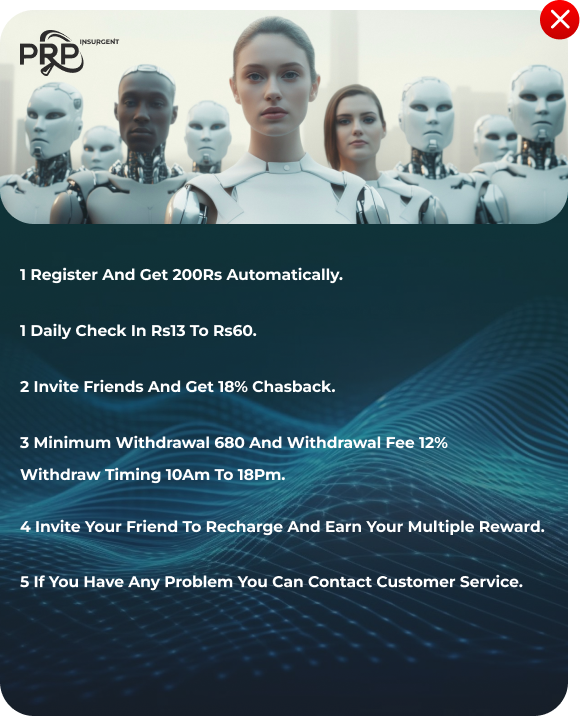 PRP INSURGENT
1 Register And Get 200Rs Automatically.
1 Daily Check In Rs13 To Rs60.
2 Invite Friends And Get 18% Chasback.
3 Minimum Withdrawal 680 And Withdrawal Fee 12%
Withdraw Timing 10Am To 18Pm.
4 Invite Your Friend To Recharge And Earn Your Multiple Reward.
5 If You Have Any Problem You Can Contact Customer Service.